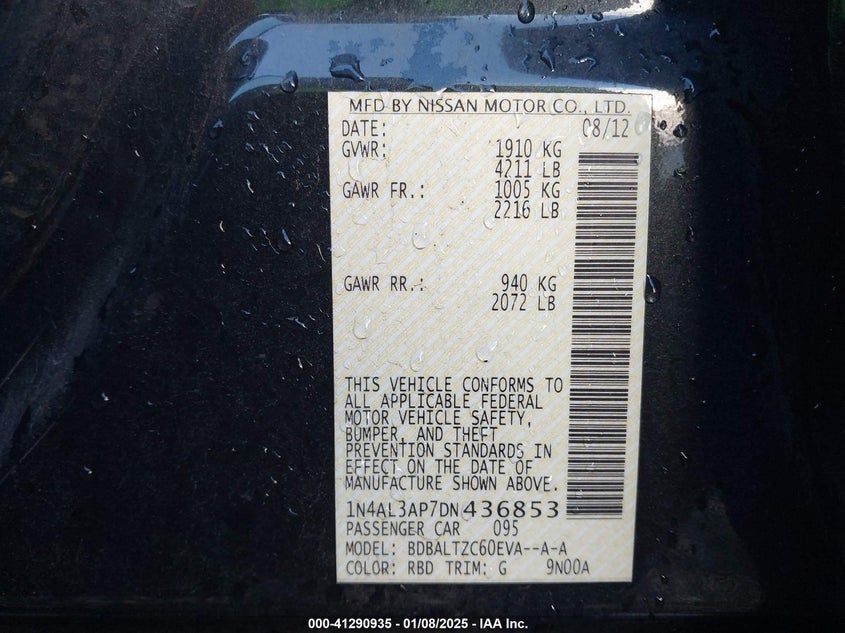 MFD BY NISSAN MOTOR CO., LTD.
DATE: 08/12
GVWR: 1910 KG
4211 LB
GAWR FR.: 1005 KG
2216 LB
GAWR RR.: 940 KG
2072 LB
THIS VEHICLE CONFORMS TO
ALL APPLICABLE FEDERAL
MOTOR VEHICLE SAFETY,
BUMPER, AND THEFT
PREVENTION STANDARDS IN
EFFECT ON THE DATE OF
MANUFACTURE SHOWN ABOVE.
1N4AL3AP7DN436853
PASSENGER CAR 095
MODEL: BDBALTZC60EVA--A-A
COLOR: RBD TRIM: G 9N00A
000-41290935 - 01/08/2025 - IAA Inc.